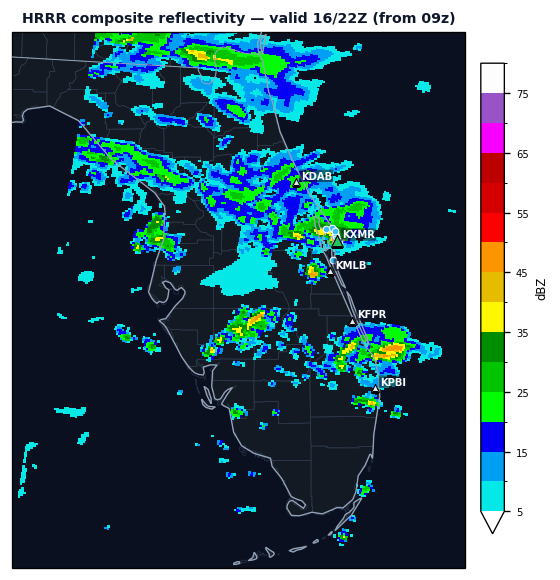 HRRR composite reflectivity — valid 16/22Z (from 09z)
KDAB
KXMR
KMLB
KFPR
KPBI
75
65
55
45
35
25
15
5
dBZ